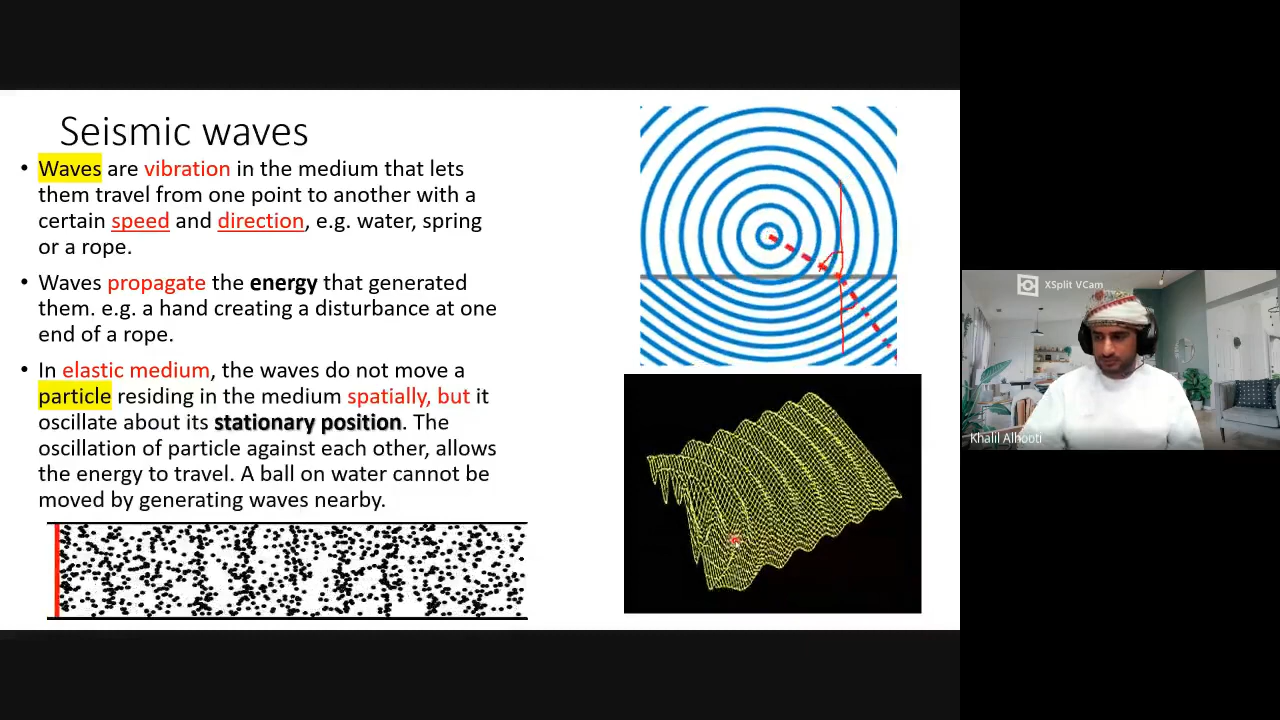 Seismic waves
• Waves are vibration in the medium that lets
them travel from one point to another with a
certain speed and direction, e.g. water, spring
or a rope.
• Waves propagate the energy that generated
them. e.g. a hand creating a disturbance at one
end of a rope.
• In elastic medium, the waves do not move a
particle residing in the medium spatially, but it
oscillate about its stationary position. The
oscillation of particle against each other, allows
the energy to travel. A ball on water cannot be
moved by generating waves nearby.
XSplit VCam
Khalil Alhooti